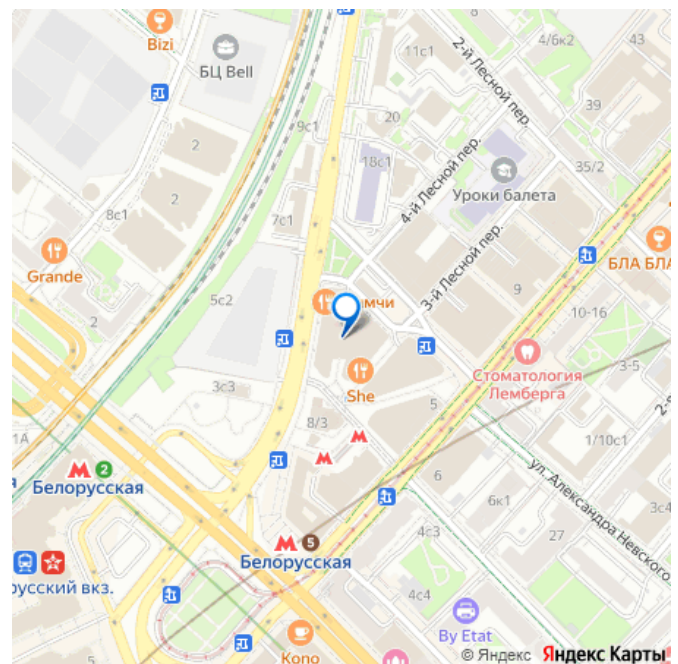 Bizi
БЦ Bell
11с1
2-й Лесной пер.
4/6к2
43
39
2
9с1
20
18с1
4-й Лесной пер.
Уроки балета
35/2
2
8с1
7с1
Grande
5с2
3-й Лесной пер.
БЛА БЛА
9
10-16
2
мчи
3с3
She
5
Стоматология
Лемберга
3-5
8/3
1/10с1
1А
2
Белорусская
6
6к1
ул. Александра Невского
34с
5
Белорусская
4с3
27
русский вкз.
4с4
By Etat
Kono
© Яндекс Яндекс Карты